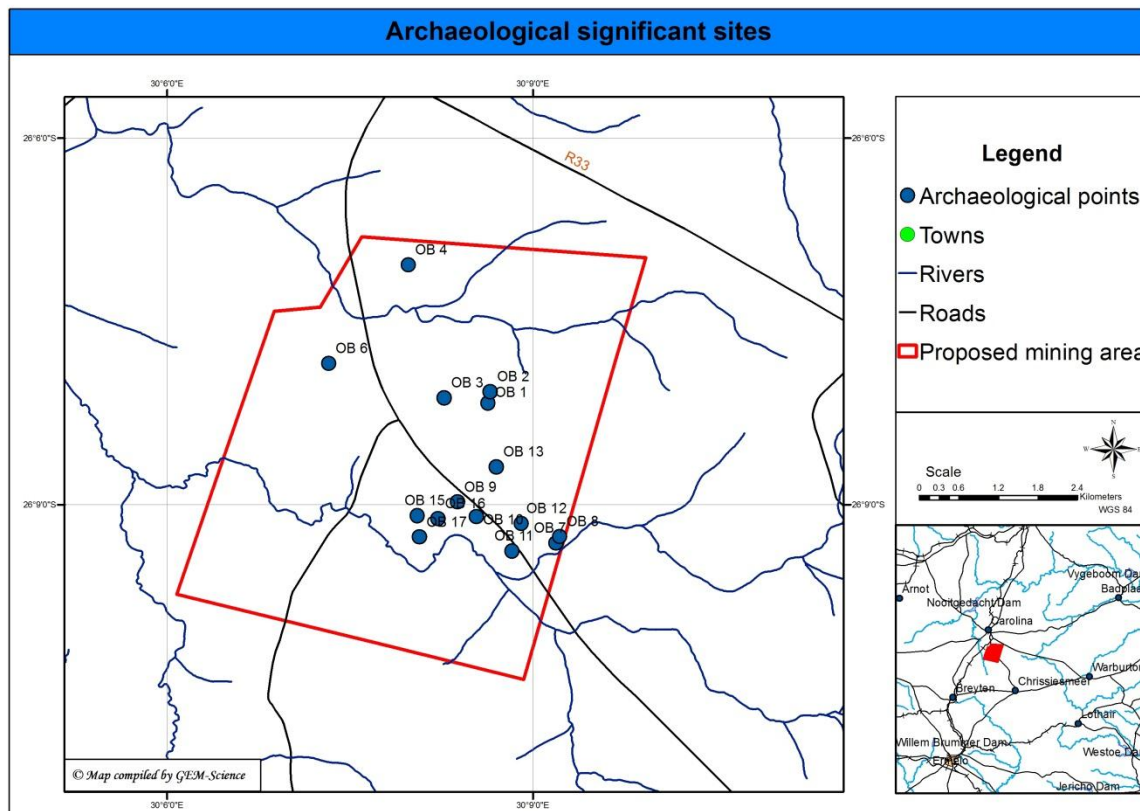 Archaeological significant sites
30°6'0"E
30°9'0"E
26°6'0"S
26°6'0"S
R33
OB 4
OB 6
OB 2
OB 3
OB 1
OB 13
OB 9
OB 15
OB 16
26°9'0"S
26°9'0"S
OB 12
OB 10
OB 17
OB 7
OB 8
OB 11
© Map compiled by GEM-Science
30°6'0"E
30°9'0"E
Legend
Archaeological points
Towns
Rivers
Roads
Proposed mining area
N
W
E
S
Scale
0 0.3 0.6 1.2 1.8 2.4
Kilometers
WGS 84
Vygeboom Da
Arnot
Badplaa
Nooitgedacht Dam
Carolina
Warburton
Chrissiesmeer
Breyten
Lothair
Willem Brummer Dam
Westoe Da
Ermelo
Jericho Dam